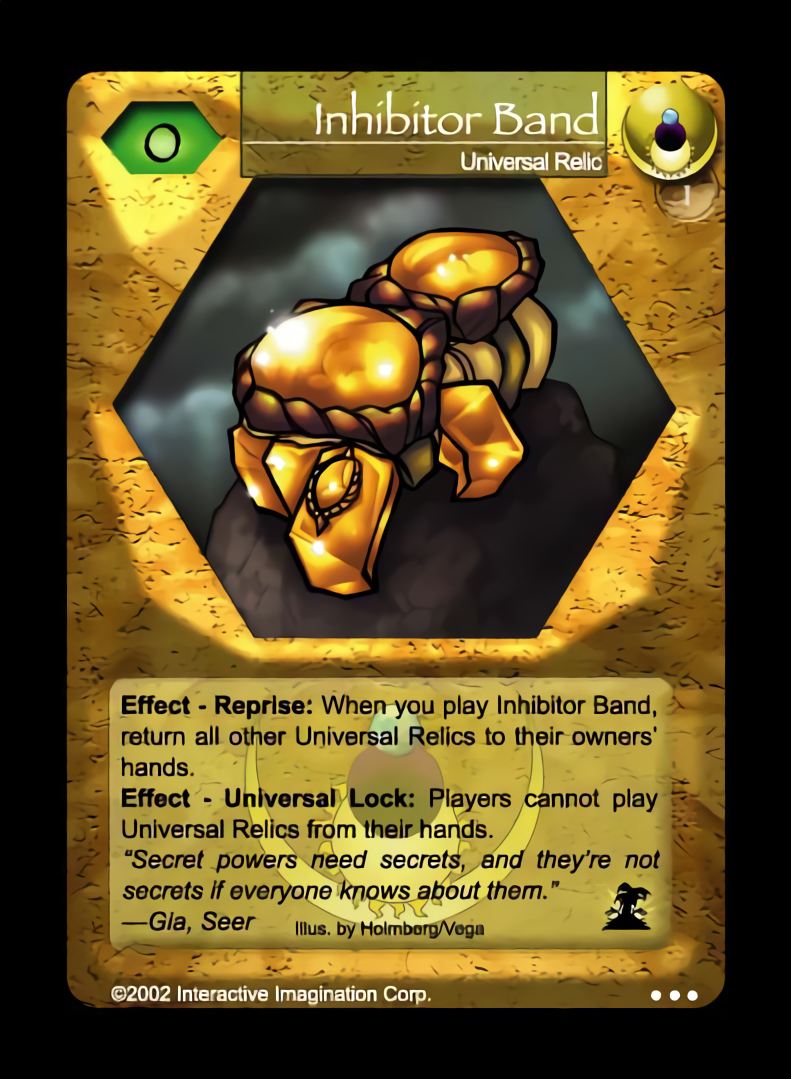 0
Inhibitor Band
Universal Relic
1
Effect - Reprise: When you play Inhibitor Band,
return all other Universal Relics to their owners'
hands.
Effect - Universal Lock: Players cannot play
Universal Relics from their hands.
"Secret powers need secrets, and they're not
secrets if everyone knows about them."
—Gia, Seer
Illus. by Holmberg/Vega
©2002 Interactive Imagination Corp.